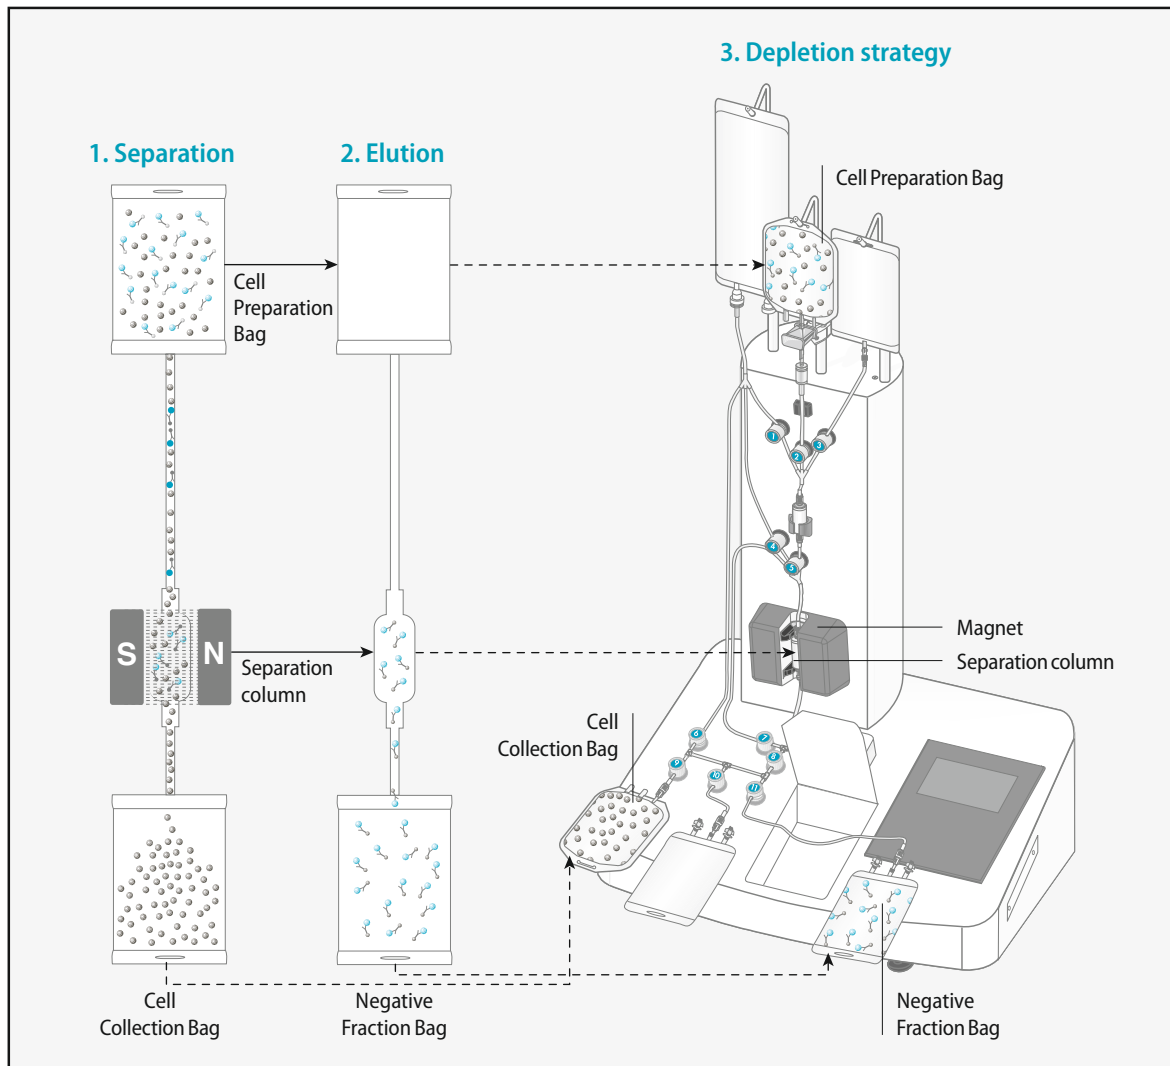 3. Depletion strategy
1. Separation
2. Elution
Cell Preparation Bag
Cell
Preparation
Bag
1
2
3
4
5
S
N
Separation
column
Magnet
Separation column
Cell
Collection Bag
6
7
8
9
10
11
Cell
Collection Bag
Negative
Fraction Bag
Negative
Fraction Bag